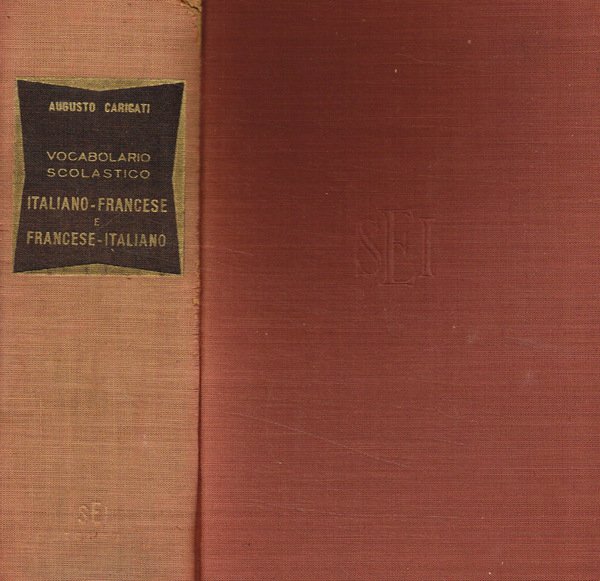 AUGUSTO CARIGATI
VOCABOLARIO
SCOLASTICO
ITALIANO-FRANCESE
E
FRANCESE-ITALIANO
SEI
SEI